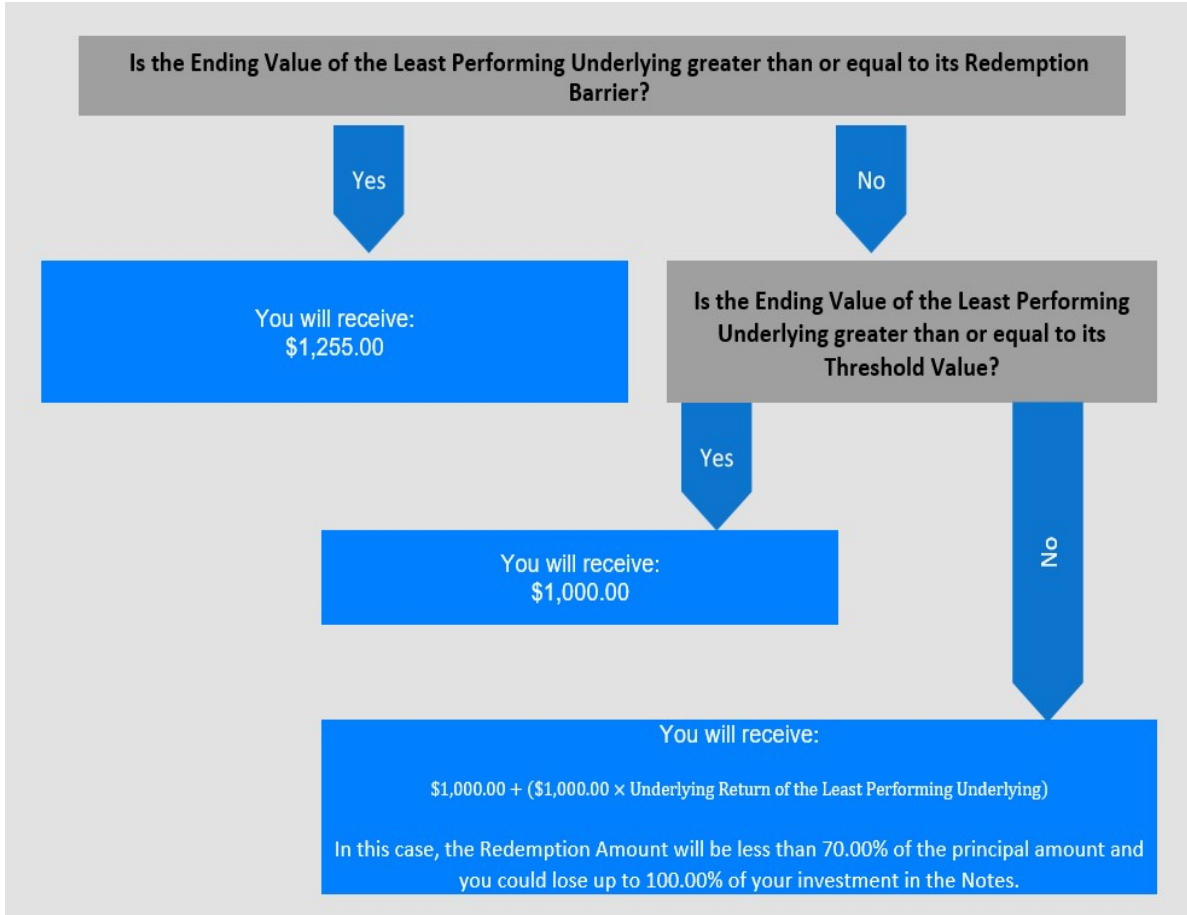 Is the Ending Value of the Least Performing Underlying greater than or equal to its Redemption
Barrier?
Yes
No
You will receive:
$1,255.00
Is the Ending Value of the Least Performing
Underlying greater than or equal to its
Threshold Value?
Yes
No
You will receive:
$1,000.00
You will receive:
$1,000.00 + ($1,000.00 × Underlying Return of the Least Performing Underlying)
In this case, the Redemption Amount will be less than 70.00% of the principal amount and
you could lose up to 100.00% of your investment in the Notes.